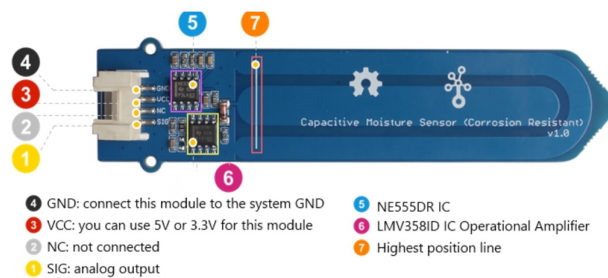 5
7
4
3
2
1
GND
VCC
NC
SIG
Capacitive Moisture Sensor (Corrosion Resistant)
v1.0
6
4 GND: connect this module to the system GND
3 VCC: you can use 5V or 3.3V for this module
2 NC: not connected
1 SIG: analog output
5 NE555DR IC
6 LMV358ID IC Operational Amplifier
7 Highest position line